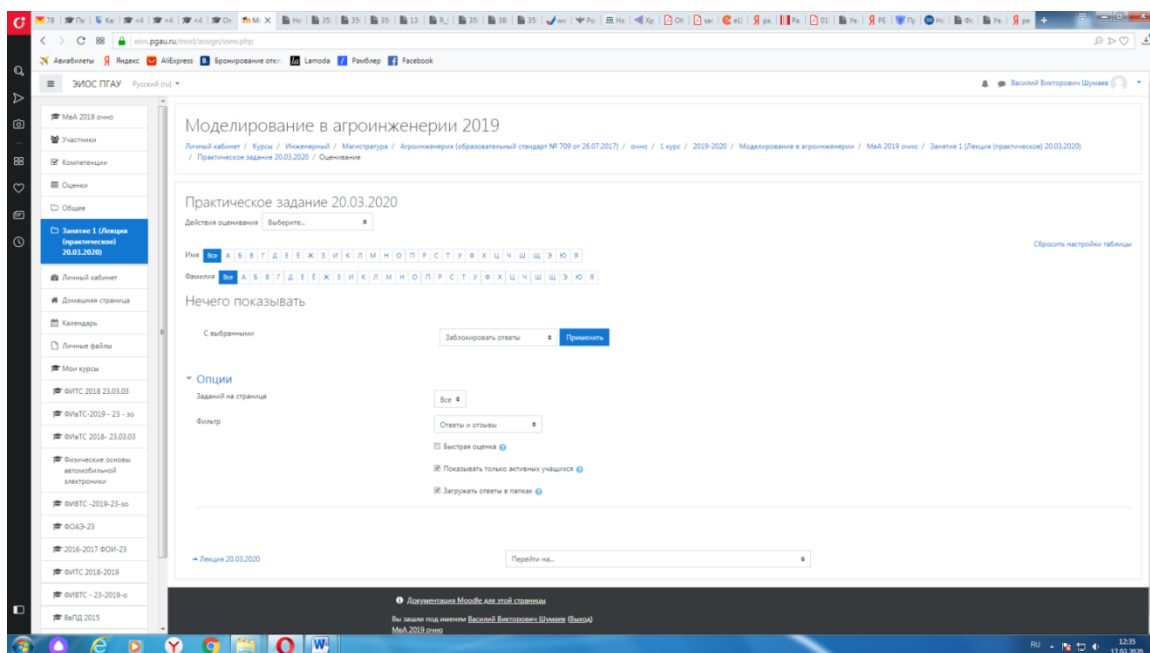 eios.pgau.ru/mod/assign/view.php
Авиабилеты Яндекс AliExpress Бронирование отел Lamoda Рамблер Facebook
ЭИОС ПГАУ Русский (ru)
Василий Викторович Шумаев
МеА 2019 очно
Участники
Компетенции
Оценки
Общее
Занятие 1 (Лекция
(практическое)
20.03.2020)
Личный кабинет
Домашняя страница
Календарь
Личные файлы
Мои курсы
ФИТС 2018 23.03.03
ФИвТС-2019 - 23 - зо
ФИвТС 2018- 23.03.03
Физические основы
автомобильной
электроники
ФИВТС -2019-23-зо
ФОАЭ-23
2016-2017 ФОИ-23
ФИТС 2018-2019
ФИВТС - 23-2019-о
ВеПД 2015
Моделирование в агроинженерии 2019
Личный кабинет / Курсы / Инженерный / Магистратура / Агроинженерия (образовательный стандарт № 709 от 26.07.2017) / очно / 1 курс / 2019-2020 / Моделирование в агроинженерии / МеА 2019 очно / Занятие 1 (Лекция (практическое) 20.03.2020)
/ Практическое задание 20.03.2020 / Оценивание
Практическое задание 20.03.2020
Действия оценивания Выберите...
Сбросить настройки таблицы
Имя Все А Б В Г Д Е Ё Ж З И К Л М Н О П Р С Т У Ф Х Ц Ч Ш Щ Э Ю Я
Фамилия Все А Б В Г Д Е Ё Ж З И К Л М Н О П Р С Т У Ф Х Ц Ч Ш Щ Э Ю Я
Нечего показывать
С выбранными Заблокировать ответы Применить
Опции
Заданий на странице Все
Фильтр Ответы и отзывы
Быстрая оценка
Показывать только активных учащихся
Загружать ответы в папках
→ Лекция 20.03.2020 Перейти на...
Документация Moodle для этой страницы
Вы зашли под именем Василий Викторович Шумаев (Выход)
МеА 2019 очно
RU
12:35
17.03.2020